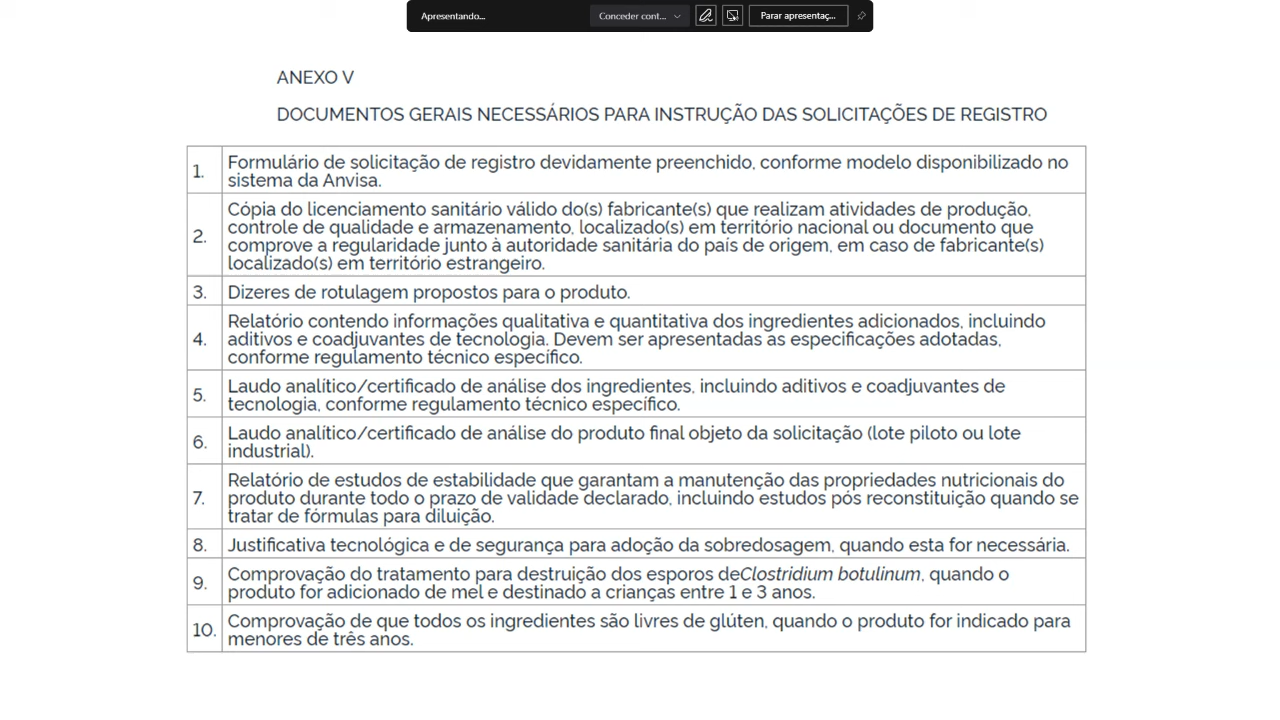 Apresentando...
Conceder cont...
Parar apresentaç...
ANEXO V
DOCUMENTOS GERAIS NECESSÁRIOS PARA INSTRUÇÃO DAS SOLICITAÇÕES DE REGISTRO
1. Formulário de solicitação de registro devidamente preenchido, conforme modelo disponibilizado no
sistema da Anvisa.
2. Cópia do licenciamento sanitário válido do(s) fabricante(s) que realizam atividades de produção,
controle de qualidade e armazenamento, localizado(s) em território nacional ou documento que
comprove a regularidade junto à autoridade sanitária do país de origem, em caso de fabricante(s)
localizado(s) em território estrangeiro.
3. Dizeres de rotulagem propostos para o produto.
4. Relatório contendo informações qualitativa e quantitativa dos ingredientes adicionados, incluindo
aditivos e coadjuvantes de tecnologia. Devem ser apresentadas as especificações adotadas,
conforme regulamento técnico específico.
5. Laudo analítico/certificado de análise dos ingredientes, incluindo aditivos e coadjuvantes de
tecnologia, conforme regulamento técnico específico.
6. Laudo analítico/certificado de análise do produto final objeto da solicitação (lote piloto ou lote
industrial).
7. Relatório de estudos de estabilidade que garantam a manutenção das propriedades nutricionais do
produto durante todo o prazo de validade declarado, incluindo estudos pós reconstituição quando se
tratar de fórmulas para diluição.
8. Justificativa tecnológica e de segurança para adoção da sobredosagem, quando esta for necessária.
9. Comprovação do tratamento para destruição dos esporos deClostridium botulinum, quando o
produto for adicionado de mel e destinado a crianças entre 1 e 3 anos.
10. Comprovação de que todos os ingredientes são livres de glúten, quando o produto for indicado para
menores de três anos.